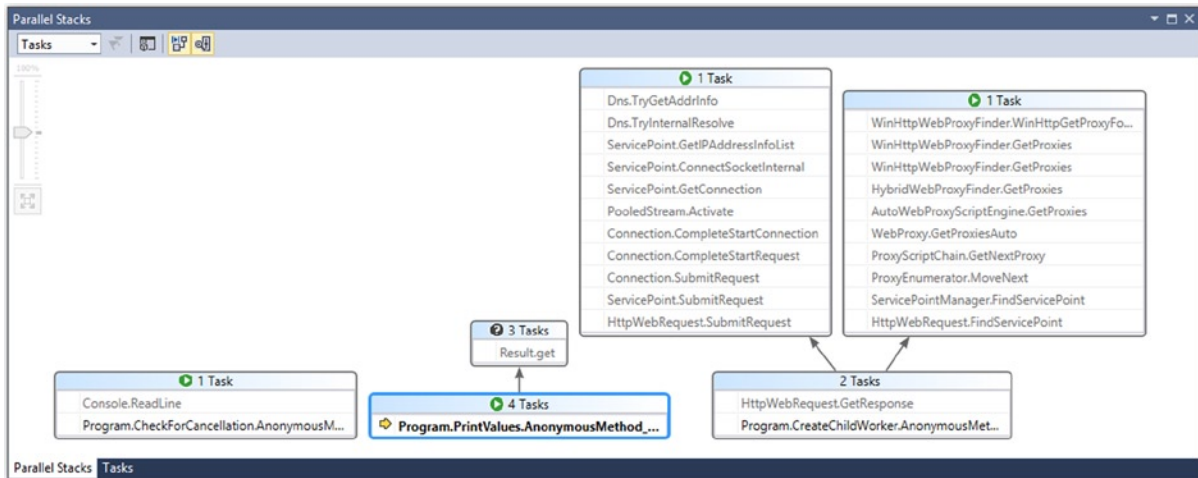 Parallel Stacks
Tasks
100%
1 Task
Dns.TryGetAddrInfo
Dns.TryInternalResolve
ServicePoint.GetIPAddressInfoList
ServicePoint.ConnectSocketInternal
ServicePoint.GetConnection
PooledStream.Activate
Connection.CompleteStartConnection
Connection.CompleteStartRequest
Connection.SubmitRequest
ServicePoint.SubmitRequest
HttpWebRequest.SubmitRequest
1 Task
WinHttpWebProxyFinder.WinHttpGetProxyFo...
WinHttpWebProxyFinder.GetProxies
WinHttpWebProxyFinder.GetProxies
HybridWebProxyFinder.GetProxies
AutoWebProxyScriptEngine.GetProxies
WebProxy.GetProxiesAuto
ProxyScriptChain.GetNextProxy
ProxyEnumerator.MoveNext
ServicePointManager.FindServicePoint
HttpWebRequest.FindServicePoint
3 Tasks
Result.get
1 Task
Console.ReadLine
Program.CheckForCancellation.AnonymousM...
4 Tasks
Program.PrintValues.AnonymousMethod_...
2 Tasks
HttpWebRequest.GetResponse
Program.CreateChildWorker.AnonymousMet...
Parallel Stacks Tasks